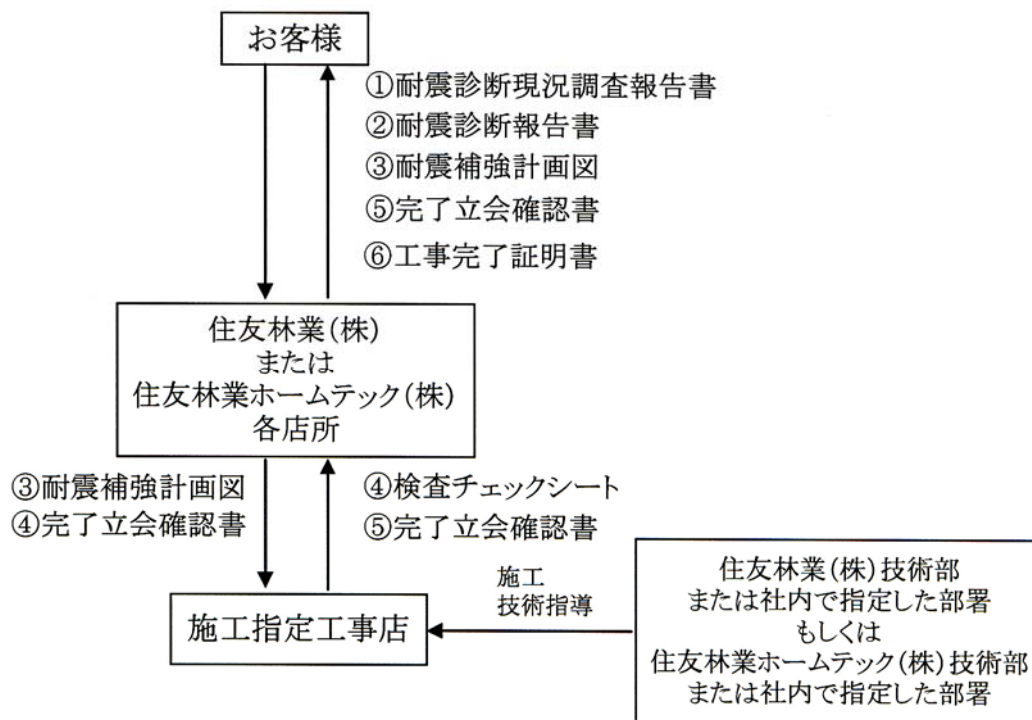 お客様
①耐震診断現況調査報告書
②耐震診断報告書
③耐震補強計画図
⑤完了立会確認書
⑥工事完了証明書
住友林業(株)
または
住友林業ホームテック(株)
各店所
③耐震補強計画図
④完了立会確認書
④検査チェックシート
⑤完了立会確認書
施工指定工事店
施工
技術指導
住友林業(株)技術部
または社内で指定した部署
もしくは
住友林業ホームテック(株)技術部
または社内で指定した部署